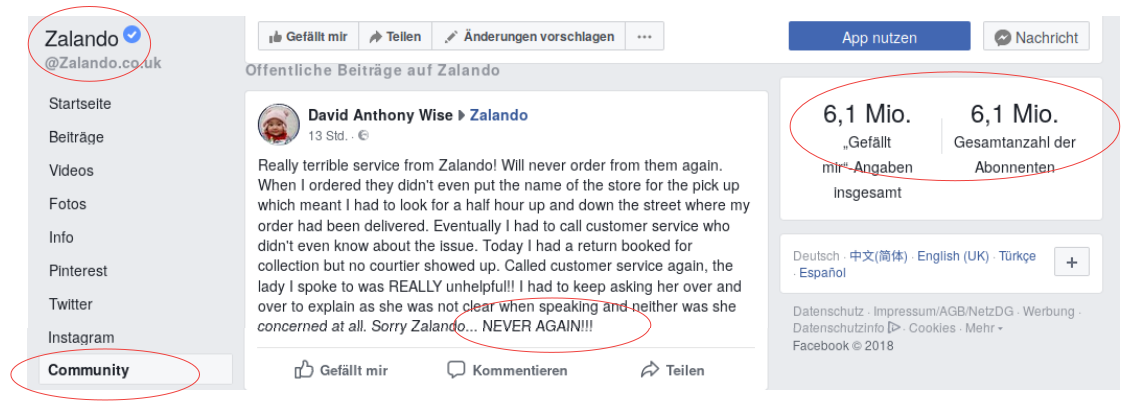 Zalando
@Zalando.co.uk
Startseite
Beiträge
Videos
Fotos
Info
Pinterest
Twitter
Instagram
Community
Gefällt mir
Teilen
Änderungen vorschlagen
Öffentliche Beiträge auf Zalando
David Anthony Wise Zalando
13 Std. ·
Really terrible service from Zalando! Will never order from them again.
When I ordered they didn't even put the name of the store for the pick up
which meant I had to look for a half hour up and down the street where my
order had been delivered. Eventually I had to call customer service who
didn't even know about the issue. Today I had a return booked for
collection but no courtier showed up. Called customer service again, the
lady I spoke to was REALLY unhelpful!! I had to keep asking her over and
over to explain as she was not clear when speaking and neither was she
concerned at all. Sorry Zalando... NEVER AGAIN!!!
Gefällt mir
Kommentieren
Teilen
App nutzen
Nachricht
6,1 Mio.
„Gefällt
mir“-Angaben
insgesamt
6,1 Mio.
Gesamtanzahl der
Abonnenten
Deutsch · 中文(简体) · English (UK) · Türkçe
· Español
Datenschutz · Impressum/AGB/NetzDG · Werbung ·
Datenschutzinfo · Cookies · Mehr
Facebook © 2018